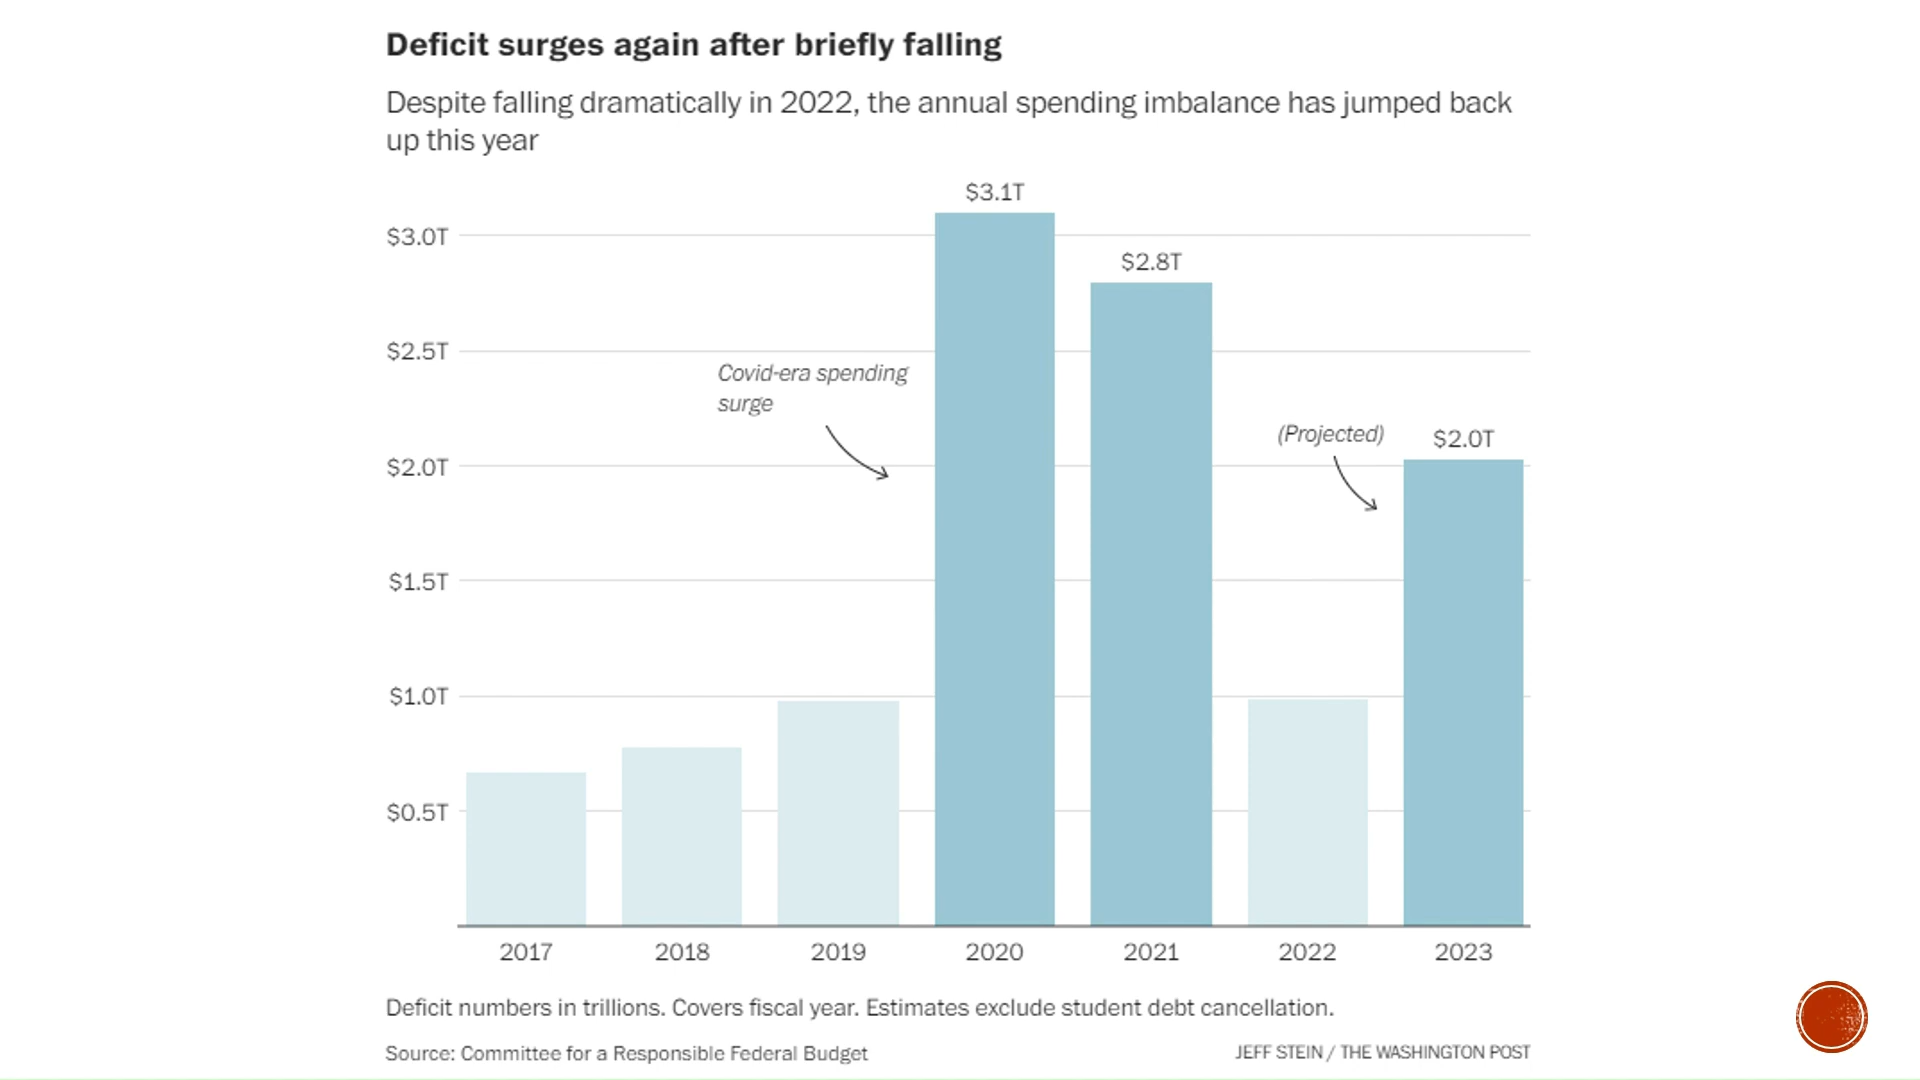 Deficit surges again after briefly falling
Despite falling dramatically in 2022, the annual spending imbalance has jumped back
up this year
$3.1T
$3.0T
$2.8T
$2.5T
Covid-era spending
surge
(Projected)
$2.0T
$2.0T
$1.5T
$1.0T
$0.5T
2017 2018 2019 2020 2021 2022 2023
Deficit numbers in trillions. Covers fiscal year. Estimates exclude student debt cancellation.
Source: Committee for a Responsible Federal Budget
JEFF STEIN / THE WASHINGTON POST